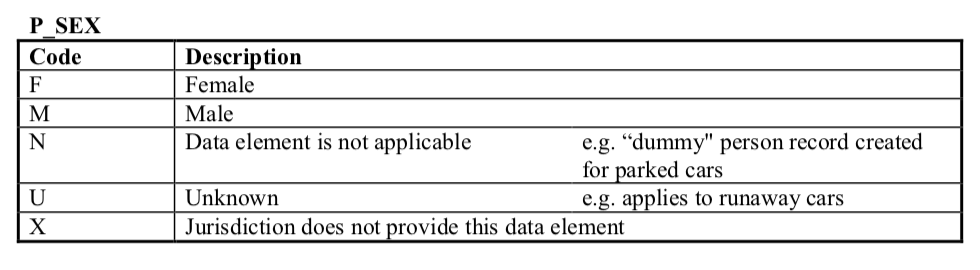 P_SEX
Code Description
F Female
M Male
N Data element is not applicable e.g. “dummy" person record created
for parked cars
U Unknown e.g. applies to runaway cars
X Jurisdiction does not provide this data element